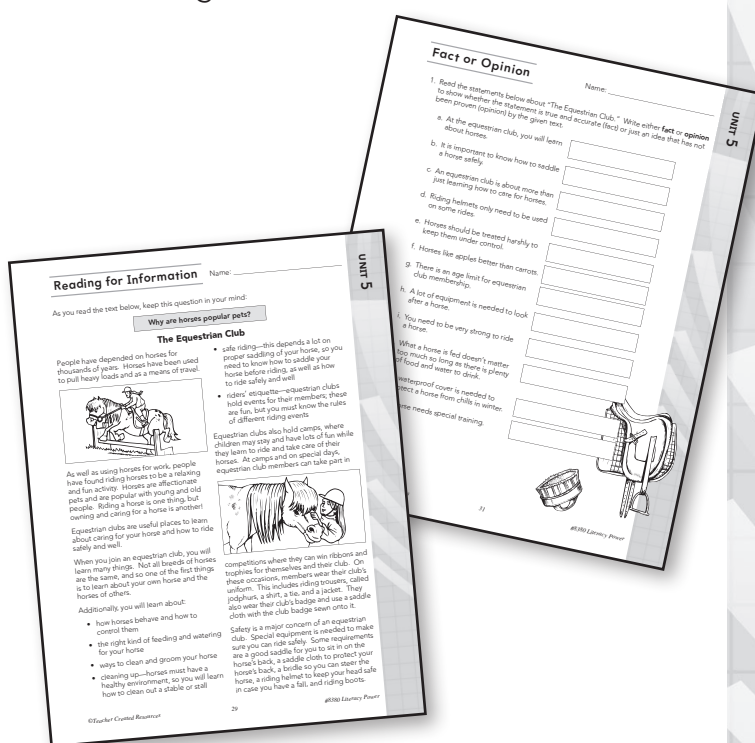 Fact or Opinion
Name:
UNIT 5
1. Read the statements below about "The Equestrian Club." Write either fact or opinion
to show whether the statement is true and accurate (fact) or just an idea that has not
been proven (opinion) by the given text.
a. At the equestrian club, you will learn
about horses.
b. It is important to know how to saddle
a horse safely.
c. An equestrian club is about more than
just learning how to care for horses.
d. Riding helmets only need to be used
on some rides.
e. Horses should be treated harshly to
keep them under control.
f. Horses like apples better than carrots.
g. There is an age limit for equestrian
club membership.
h. A lot of equipment is needed to look
after a horse.
i. You need to be very strong to ride
a horse.
What a horse is fed doesn't matter
too much so long as there is plenty
of food and water to drink.
waterproof cover is needed to
a horse from chills in winter.
needs special training.
31
#8380 Literacy Power
Reading for Information
Name:
UNIT 5
As you read the text below, keep this question in your mind:
Why are horses popular pets?
The Equestrian Club
People have depended on horses for
thousands of years. Horses have been used
to pull heavy loads and as a means of travel.
As well as using horses for work, people
have found riding horses to be a relaxing
and fun activity. Horses are affectionate
pets and are popular with young and old
people. Riding a horse is one thing, but
owning and caring for a horse is another!
Equestrian clubs are useful places to learn
about caring for your horse and how to ride
safely and well.
When you join an equestrian club, you will
learn many things. Not all breeds of horses
are the same, and so one of the first things
is to learn about your own horse and the
horses of others.
Additionally, you will learn about:
• how horses behave and how to
control them
• the right kind of feeding and watering
for your horse
• ways to clean and groom your horse
• cleaning up—horses must have a
healthy environment, so you will learn
how to clean out a stable or stall
• safe riding—this depends a lot on
proper saddling of your horse, so you
need to know how to saddle your
horse before riding, as well as how
to ride safely and well
• riders' etiquette—equestrian clubs
hold events for their members; these
are fun, but you must know the rules
of different riding events
Equestrian clubs also hold camps, where
children may stay and have lots of fun while
they learn to ride and take care of their
horses. At camps and on special days,
equestrian club members can take part in
competitions where they can win ribbons and
trophies for themselves and their club. On
these occasions, members wear their club's
uniform. This includes riding trousers, called
jodphurs, a shirt, a tie, and a jacket. They
also wear their club's badge and use a saddle
cloth with the club badge sewn onto it.
Safety is a major concern of an equestrian
club. Special equipment is needed to make
sure you can ride safely. Some requirements
are a good saddle for you to sit in on the
horse's back, a saddle cloth to protect your
horse's back, a bridle so you can steer the
horse, a riding helmet to keep your head safe
in case you have a fall, and riding boots.
©Teacher Created Resources
29
#8380 Literacy Power